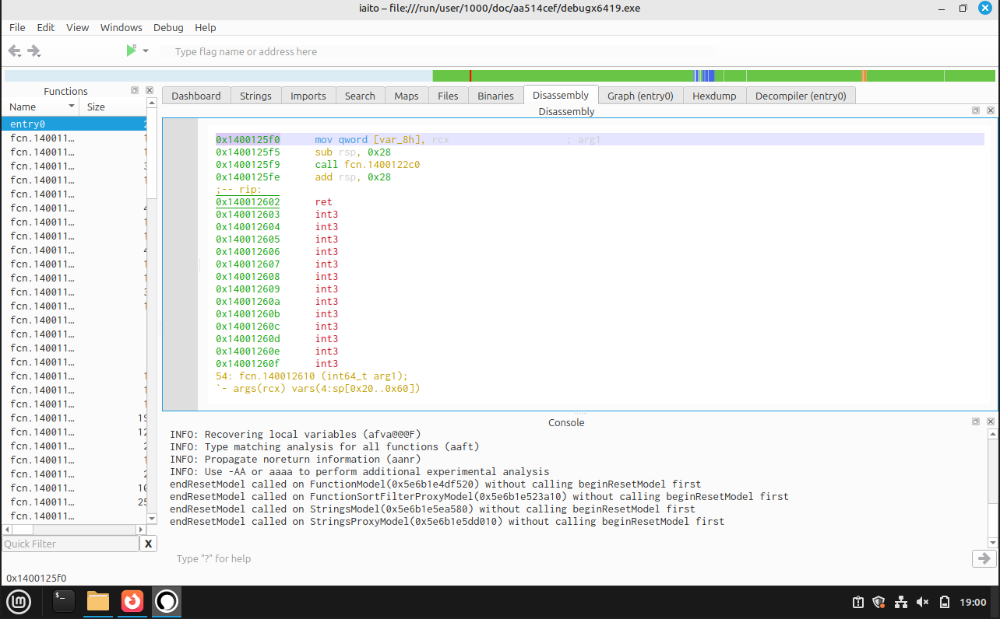 iaito – file:///run/user/1000/doc/aa514cef/debugx6419.exe
File Edit View Windows Debug Help
Type flag name or address here
Functions
Name Size
entry0 2
fcn.140011… 1
fcn.140011… 1
fcn.140011… 3
fcn.140011… 1
fcn.140011…
fcn.140011… 4
fcn.140011… 1
fcn.140011… 1
fcn.140011… 4
fcn.140011… 1
fcn.140011… 1
fcn.140011… 3
fcn.140011… 1
fcn.140011…
fcn.140011…
fcn.140011…
fcn.140011…
fcn.140011… 1
fcn.140011… 1
fcn.140011… 1
fcn.140011… 19
fcn.140011… 12
fcn.140011… 2
fcn.140011… 1
fcn.140011… 2
fcn.140011… 10
fcn.140011… 25
fcn.140011…
Quick Filter X
0x1400125f0
Dashboard Strings Imports Search Maps Files Binaries Disassembly Graph (entry0) Hexdump Decompiler (entry0)
Disassembly
0x1400125f0 mov qword [var_8h], rcx ; arg1
0x1400125f5 sub rsp, 0x28
0x1400125f9 call fcn.1400122c0
0x1400125fe add rsp, 0x28
;-- rip:
0x140012602 ret
0x140012603 int3
0x140012604 int3
0x140012605 int3
0x140012606 int3
0x140012607 int3
0x140012608 int3
0x140012609 int3
0x14001260a int3
0x14001260b int3
0x14001260c int3
0x14001260d int3
0x14001260e int3
0x14001260f int3
54: fcn.140012610 (int64_t arg1);
`- args(rcx) vars(4:sp[0x20..0x60])
Console
INFO: Recovering local variables (afva@@@F)
INFO: Type matching analysis for all functions (aaft)
INFO: Propagate noreturn information (aanr)
INFO: Use -AA or aaaa to perform additional experimental analysis
endResetModel called on FunctionModel(0x5e6b1e4df520) without calling beginResetModel first
endResetModel called on FunctionSortFilterProxyModel(0x5e6b1e523a10) without calling beginResetModel first
endResetModel called on StringsModel(0x5e6b1e5ea580) without calling beginResetModel first
endResetModel called on StringsProxyModel(0x5e6b1e5dd010) without calling beginResetModel first
Type "?" for help
19:00